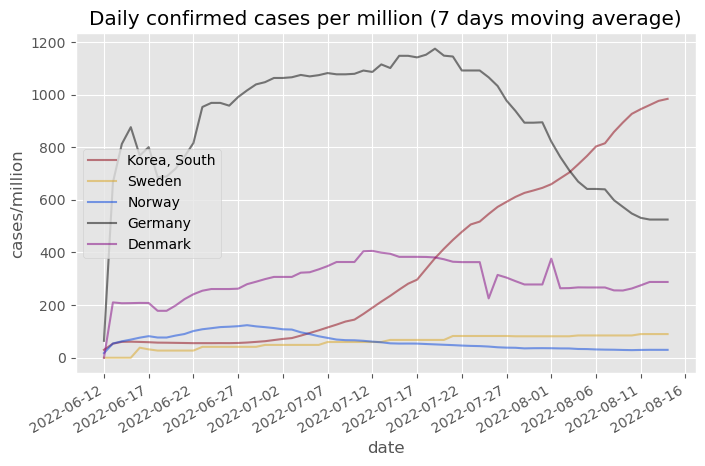 Daily confirmed cases per million (7 days moving average)
1200
1000
800
600
400
200
0
cases/million
Korea, South
Sweden
Norway
Germany
Denmark
2022-06-12
2022-06-17
2022-06-22
2022-06-27
2022-07-02
2022-07-07
2022-07-12
2022-07-17
2022-07-22
2022-07-27
2022-08-01
2022-08-06
2022-08-11
2022-08-16
date